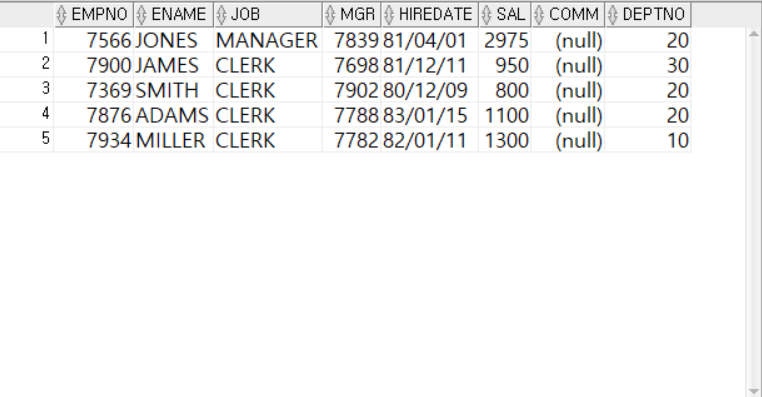 EMPNO ENAME JOB MGR HIREDATE SAL COMM DEPTNO
1 7566 JONES MANAGER 7839 81/04/01 2975 (null) 20
2 7900 JAMES CLERK 7698 81/12/11 950 (null) 30
3 7369 SMITH CLERK 7902 80/12/09 800 (null) 20
4 7876 ADAMS CLERK 7788 83/01/15 1100 (null) 20
5 7934 MILLER CLERK 7782 82/01/11 1300 (null) 10